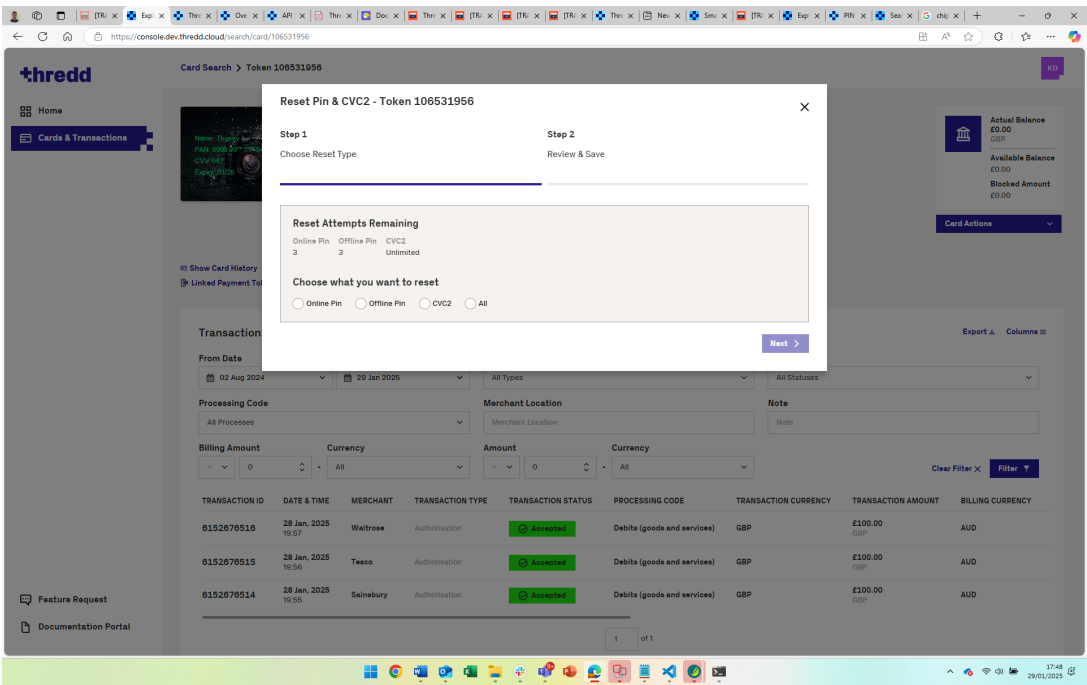 https://console.dev.thredd.cloud/search/card/106531956
thredd
Card Search > Token 106531956
KD
Home
Cards & Transactions
Reset Pin & CVC2 - Token 106531956
Step 1
Step 2
Choose Reset Type
Review & Save
Reset Attempts Remaining
Online Pin Offline Pin CVC2
3 3 Unlimited
Choose what you want to reset
Online Pin Offline Pin CVC2 All
Next >
Actual Balance
£0.00
GBP
Available Balance
£0.00
Blocked Amount
£0.00
Card Actions
Show Card History
Linked Payment To
Transaction
Export
Columns
From Date
02 Aug 2024
29 Jan 2025
All Types
All Statuses
Processing Code
Merchant Location
Note
All Processes
Merchant Location
Note
Billing Amount
Currency
Amount
Currency
= 0 - All
= 0 - All
Clear Filter X
Filter
TRANSACTION ID DATE & TIME MERCHANT TRANSACTION TYPE TRANSACTION STATUS PROCESSING CODE TRANSACTION CURRENCY TRANSACTION AMOUNT BILLING CURRENCY
6152676516 28 Jan, 2025 19:57 Waitrose Authorisation Accepted Debits (goods and services) GBP £100.00 GBP AUD
6152676515 28 Jan, 2025 19:56 Tesco Authorisation Accepted Debits (goods and services) GBP £100.00 GBP AUD
6152676514 28 Jan, 2025 19:55 Sainsbury Authorisation Accepted Debits (goods and services) GBP £100.00 GBP AUD
1 of 1
Feature Request
Documentation Portal
17:48
29/01/2025